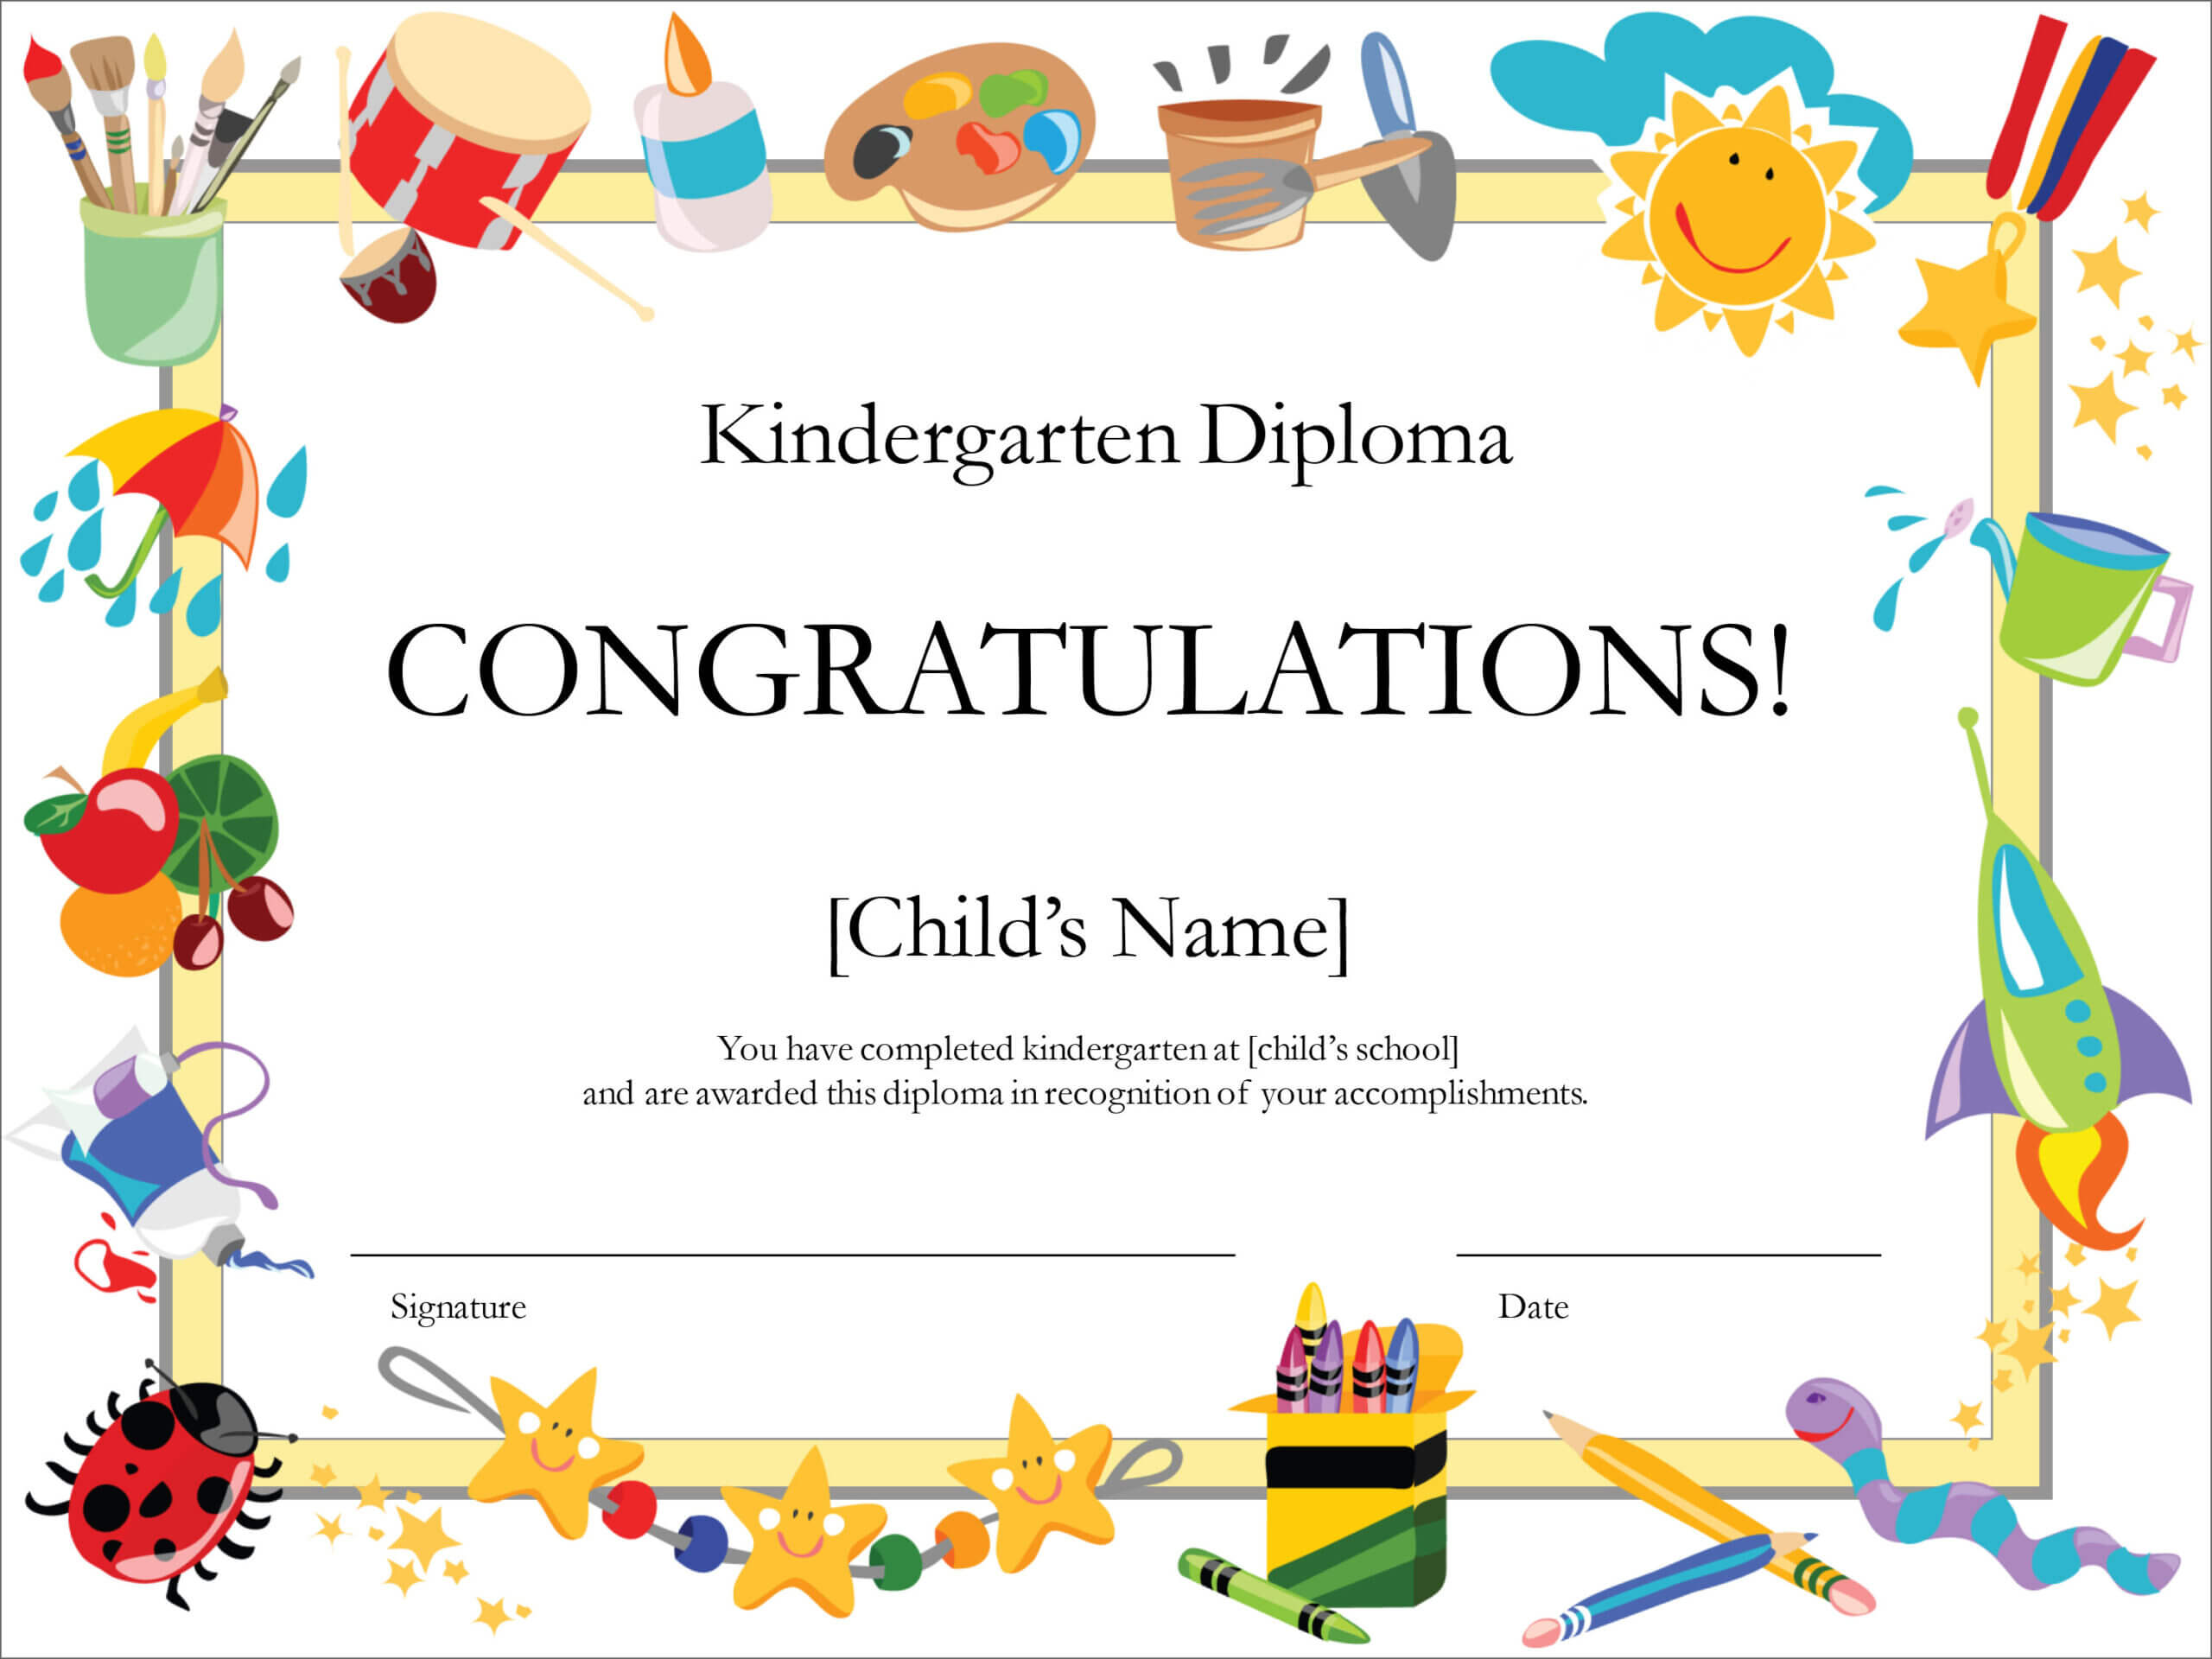 Kindergarten Diploma
CONGRATULATIONS!
[Child’s Name]
You have completed kindergarten at [child’s school]
and are awarded this diploma in recognition of your accomplishments.
Signature
Date